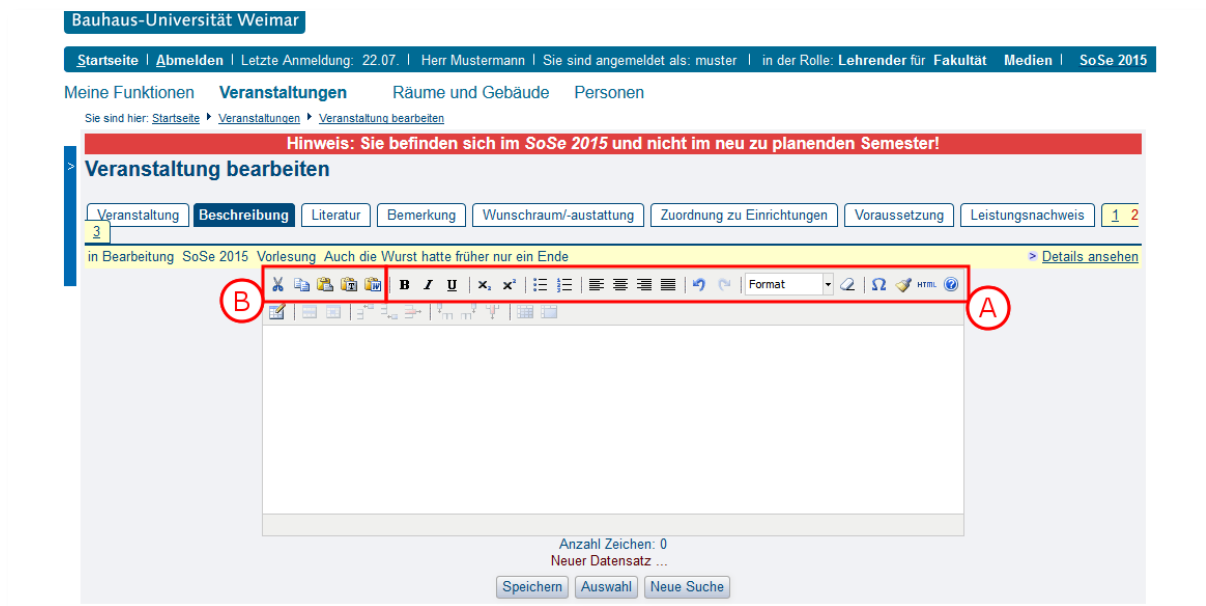 Bauhaus-Universität Weimar
Startseite | Abmelden | Letzte Anmeldung: 22.07. | Herr Mustermann | Sie sind angemeldet als: muster | in der Rolle: Lehrender für Fakultät Medien | SoSe 2015
Meine Funktionen Veranstaltungen Räume und Gebäude Personen
Sie sind hier: Startseite Veranstaltungen Veranstaltung bearbeiten
Hinweis: Sie befinden sich im SoSe 2015 und nicht im neu zu planenden Semester!
> Veranstaltung bearbeiten
Veranstaltung Beschreibung Literatur Bemerkung Wunschraum/-austattung Zuordnung zu Einrichtungen Voraussetzung Leistungsnachweis 1 2
3
in Bearbeitung SoSe 2015 Vorlesung Auch die Wurst hatte früher nur ein Ende > Details ansehen
B I U x₂ x² Format Ω HTML ?
B A
Anzahl Zeichen: 0
Neuer Datensatz ...
Speichern Auswahl Neue Suche